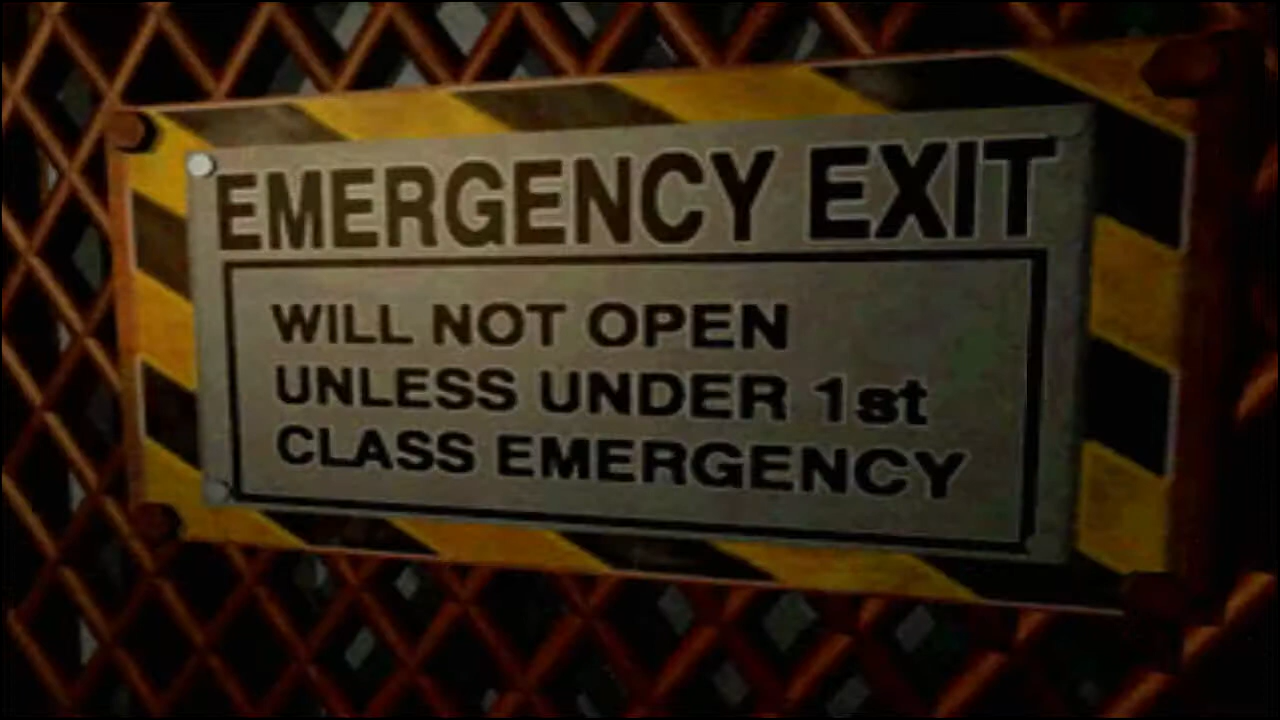 EMERGENCY EXIT
WILL NOT OPEN
UNLESS UNDER 1st
CLASS EMERGENCY